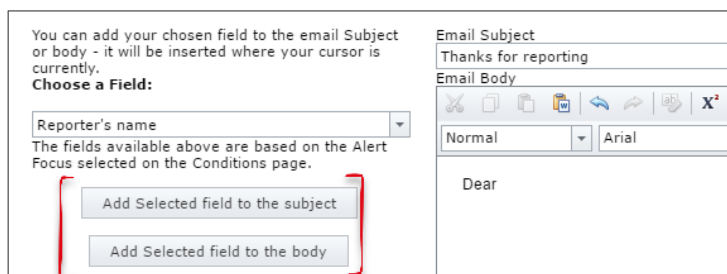 You can add your chosen field to the email Subject
or body - it will be inserted where your cursor is
currently.
Choose a Field:
Reporter's name
The fields available above are based on the Alert
Focus selected on the Conditions page.
Add Selected field to the subject
Add Selected field to the body
Email Subject
Thanks for reporting
Email Body
X²
Normal
Arial
Dear